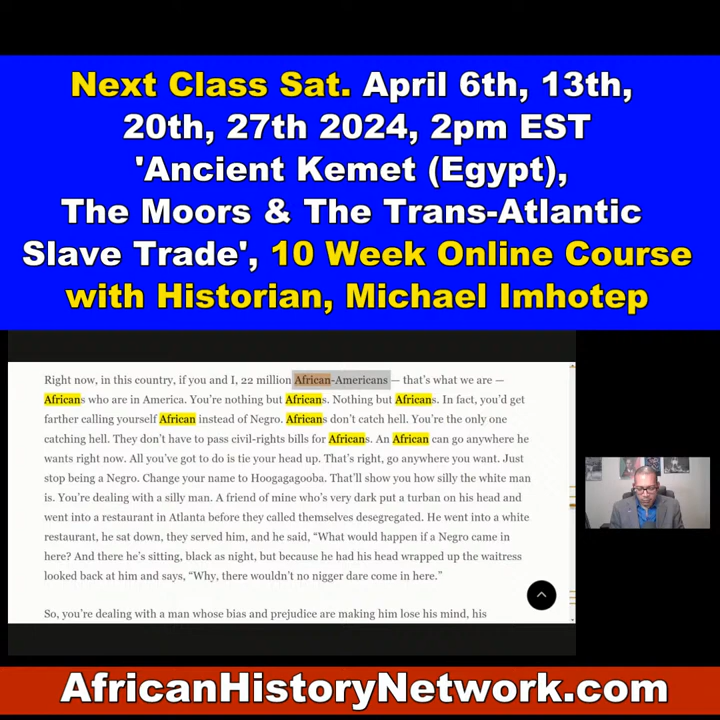 Next Class Sat. April 6th, 13th,
20th, 27th 2024, 2pm EST
'Ancient Kemet (Egypt),
The Moors & The Trans-Atlantic
Slave Trade', 10 Week Online Course
with Historian, Michael Imhotep
Right now, in this country, if you and I, 22 million African-Americans — that's what we are —
Africans who are in America. You're nothing but Africans. Nothing but Africans. In fact, you'd get
farther calling yourself African instead of Negro. Africans don't catch hell. You're the only one
catching hell. They don't have to pass civil-rights bills for Africans. An African can go anywhere he
wants right now. All you've got to do is tie your head up. That's right, go anywhere you want. Just
stop being a Negro. Change your name to Hoogagagooba. That'll show you how silly the white man
is. You're dealing with a silly man. A friend of mine who's very dark put a turban on his head and
went into a restaurant in Atlanta before they called themselves desegregated. He went into a white
restaurant, he sat down, they served him, and he said, “What would happen if a Negro came in
here? And there he's sitting, black as night, but because he had his head wrapped up the waitress
looked back at him and says, “Why, there wouldn't no nigger dare come in here.”
So, you're dealing with a man whose bias and prejudice are making him lose his mind, his
AfricanHistoryNetwork.com